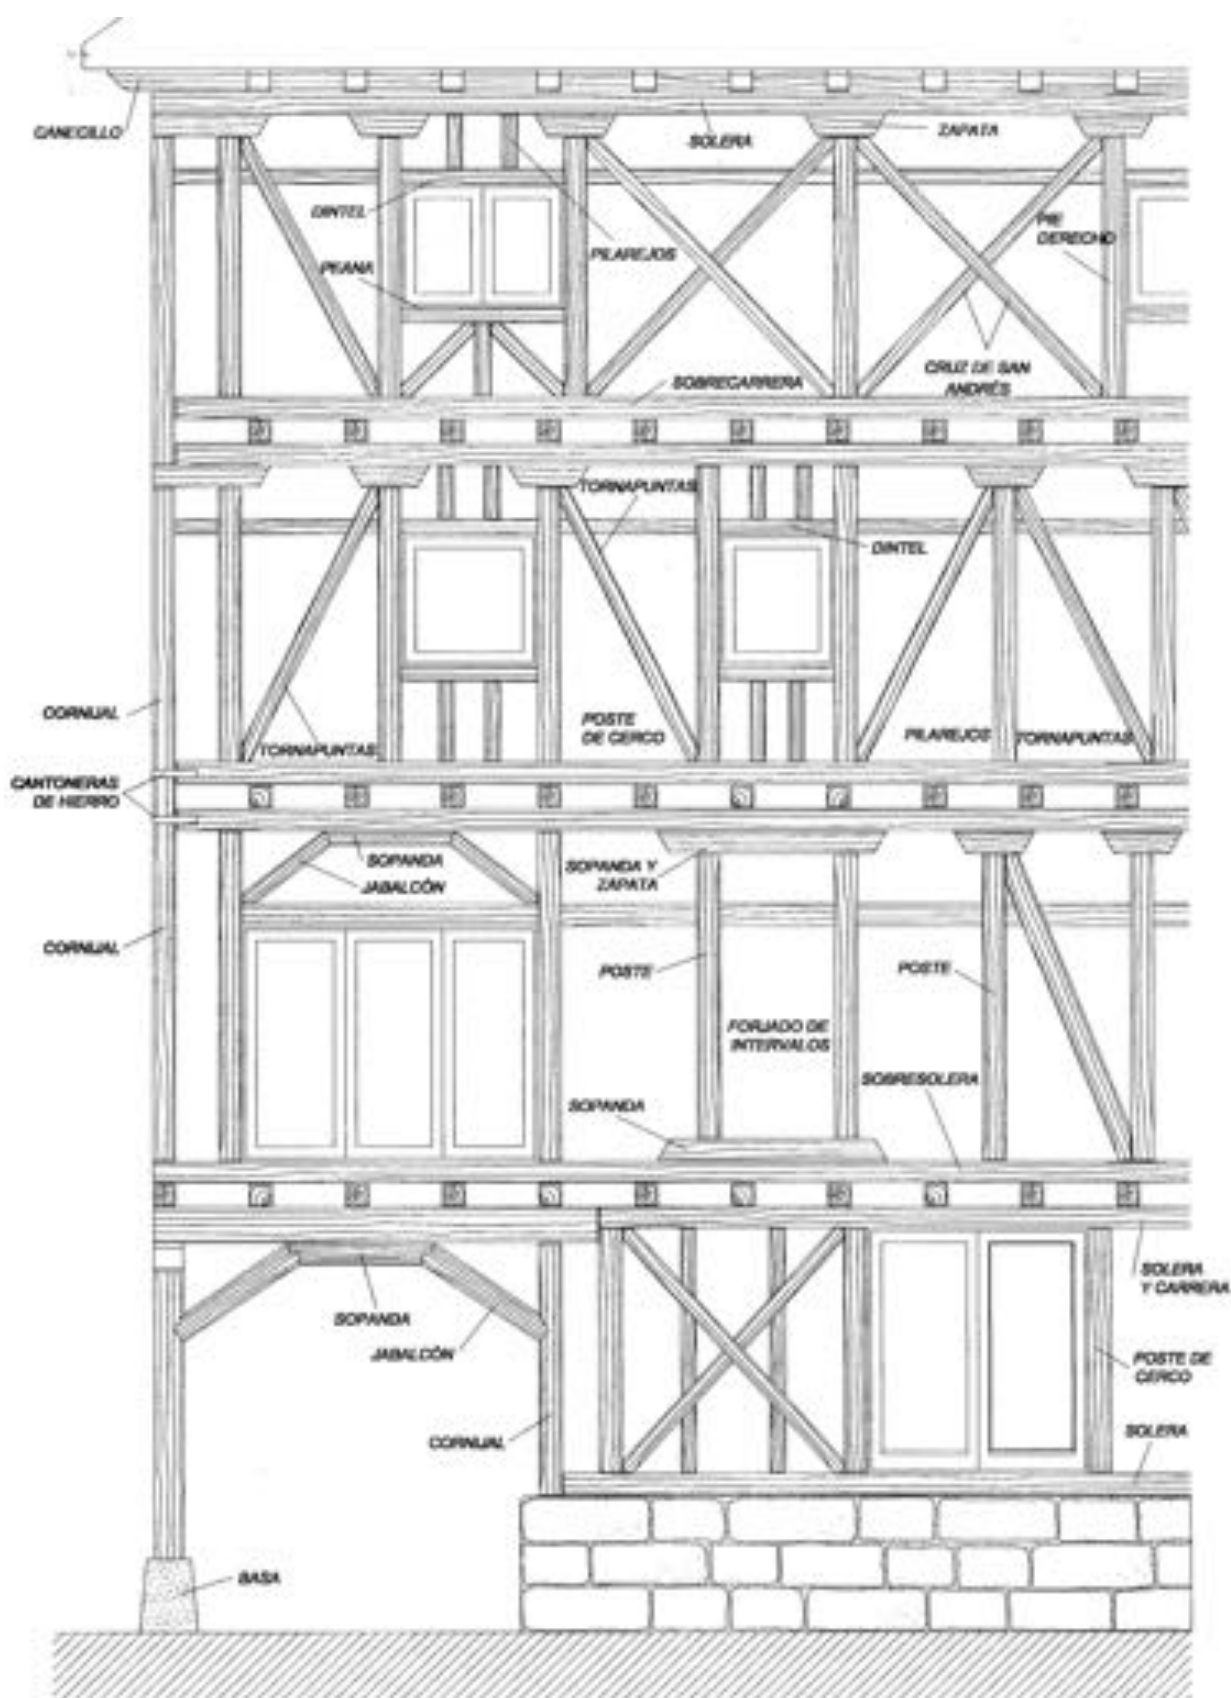 CANECILLO
SOLERA
ZAPATA
DINTEL
PEANA
PILAREJOS
PIE
DERECHO
SOBRECARRERA
CRUZ DE SAN
ANDRÉS
TORNAPUNTAS
DINTEL
CORNIJAL
TORNAPUNTAS
POSTE
DE CERCO
PILAREJOS
TORNAPUNTAS
CANTONERAS
DE HIERRO
SOPANDA
JABALCÓN
SOPANDA Y
ZAPATA
CORNIJAL
POSTE
POSTE
FORJADO DE
INTERVALOS
SOBRESOLERA
SOPANDA
SOLERA
Y CARRERA
SOPANDA
JABALCÓN
POSTE DE
CERCO
CORNIJAL
SOLERA
BASA